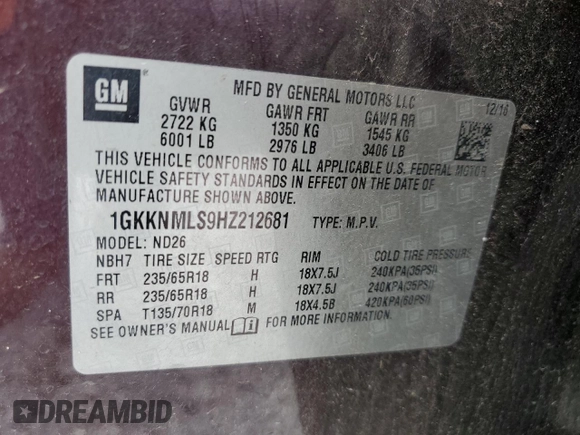 GM
MFD BY GENERAL MOTORS LLC
12/16
GVWR GAWR FRT GAWR RR
2722 KG 1350 KG 1545 KG
6001 LB 2976 LB 3406 LB
THIS VEHICLE CONFORMS TO ALL APPLICABLE U.S. FEDERAL MOTOR
VEHICLE SAFETY STANDARDS IN EFFECT ON THE DATE OF
MANUFACTURE SHOWN ABOVE.
1GKKNMLS9HZ212681 TYPE: M.P.V.
MODEL: ND26
NBH7 TIRE SIZE SPEED RTG RIM COLD TIRE PRESSURE
FRT 235/65R18 H 18X7.5J 240KPA(35PSI)
RR 235/65R18 H 18X7.5J 240KPA(35PSI)
SPA T135/70R18 M 18X4.5B 420KPA(60PSI)
SEE OWNER'S MANUAL FOR MORE INFORMATION.
DREAMBID